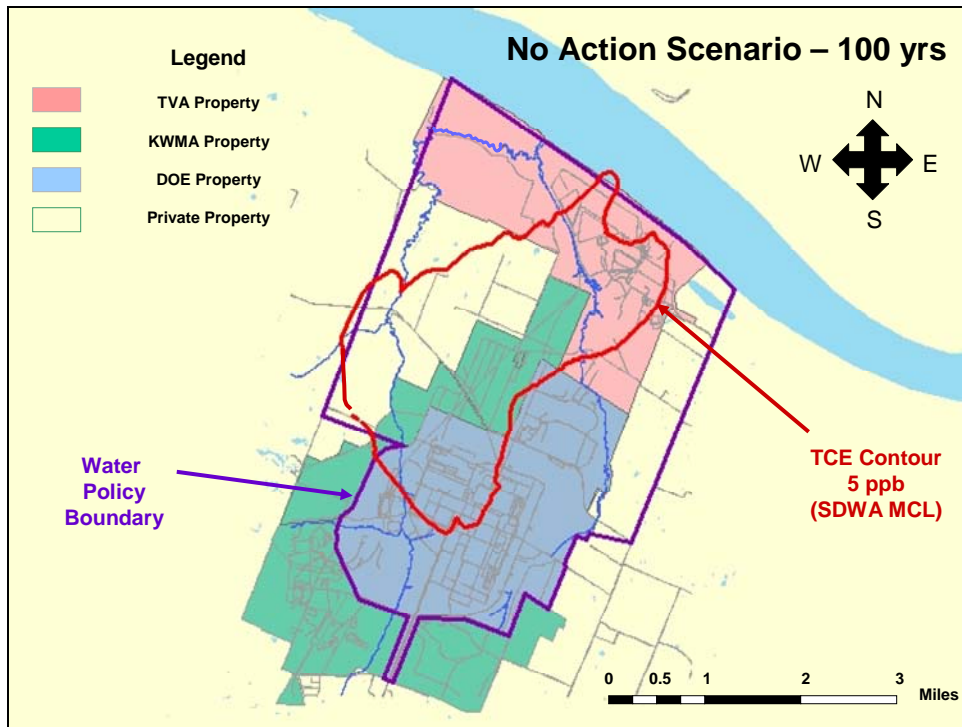 No Action Scenario – 100 yrs
Legend
TVA Property
KWMA Property
DOE Property
Private Property
N
W
E
S
Water
Policy
Boundary
TCE Contour
5 ppb
(SDWA MCL)
0 0.5 1 2 3
Miles